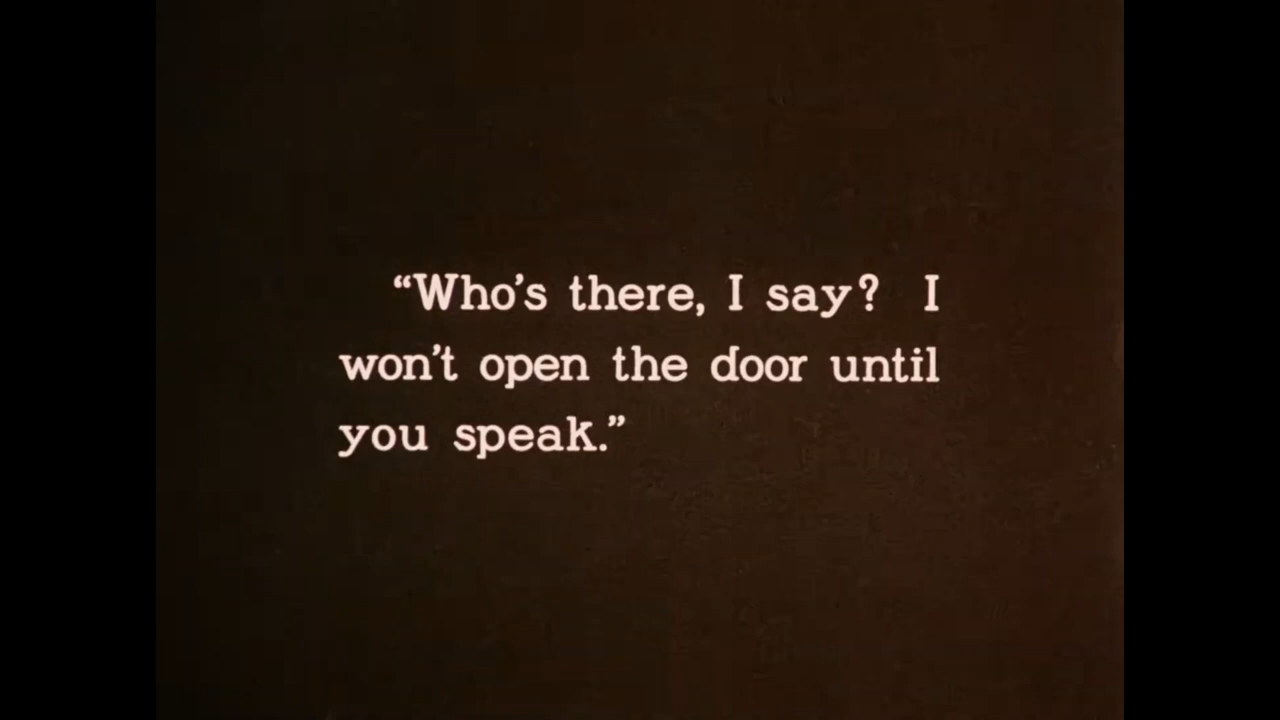 “Who’s there, I say? I
won’t open the door until
you speak.”